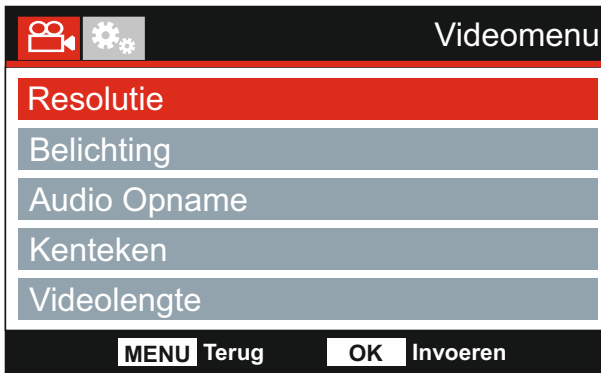 Videomenu
Resolutie
Belichting
Audio Opname
Kenteken
Videolengte
MENU Terug OK Invoeren